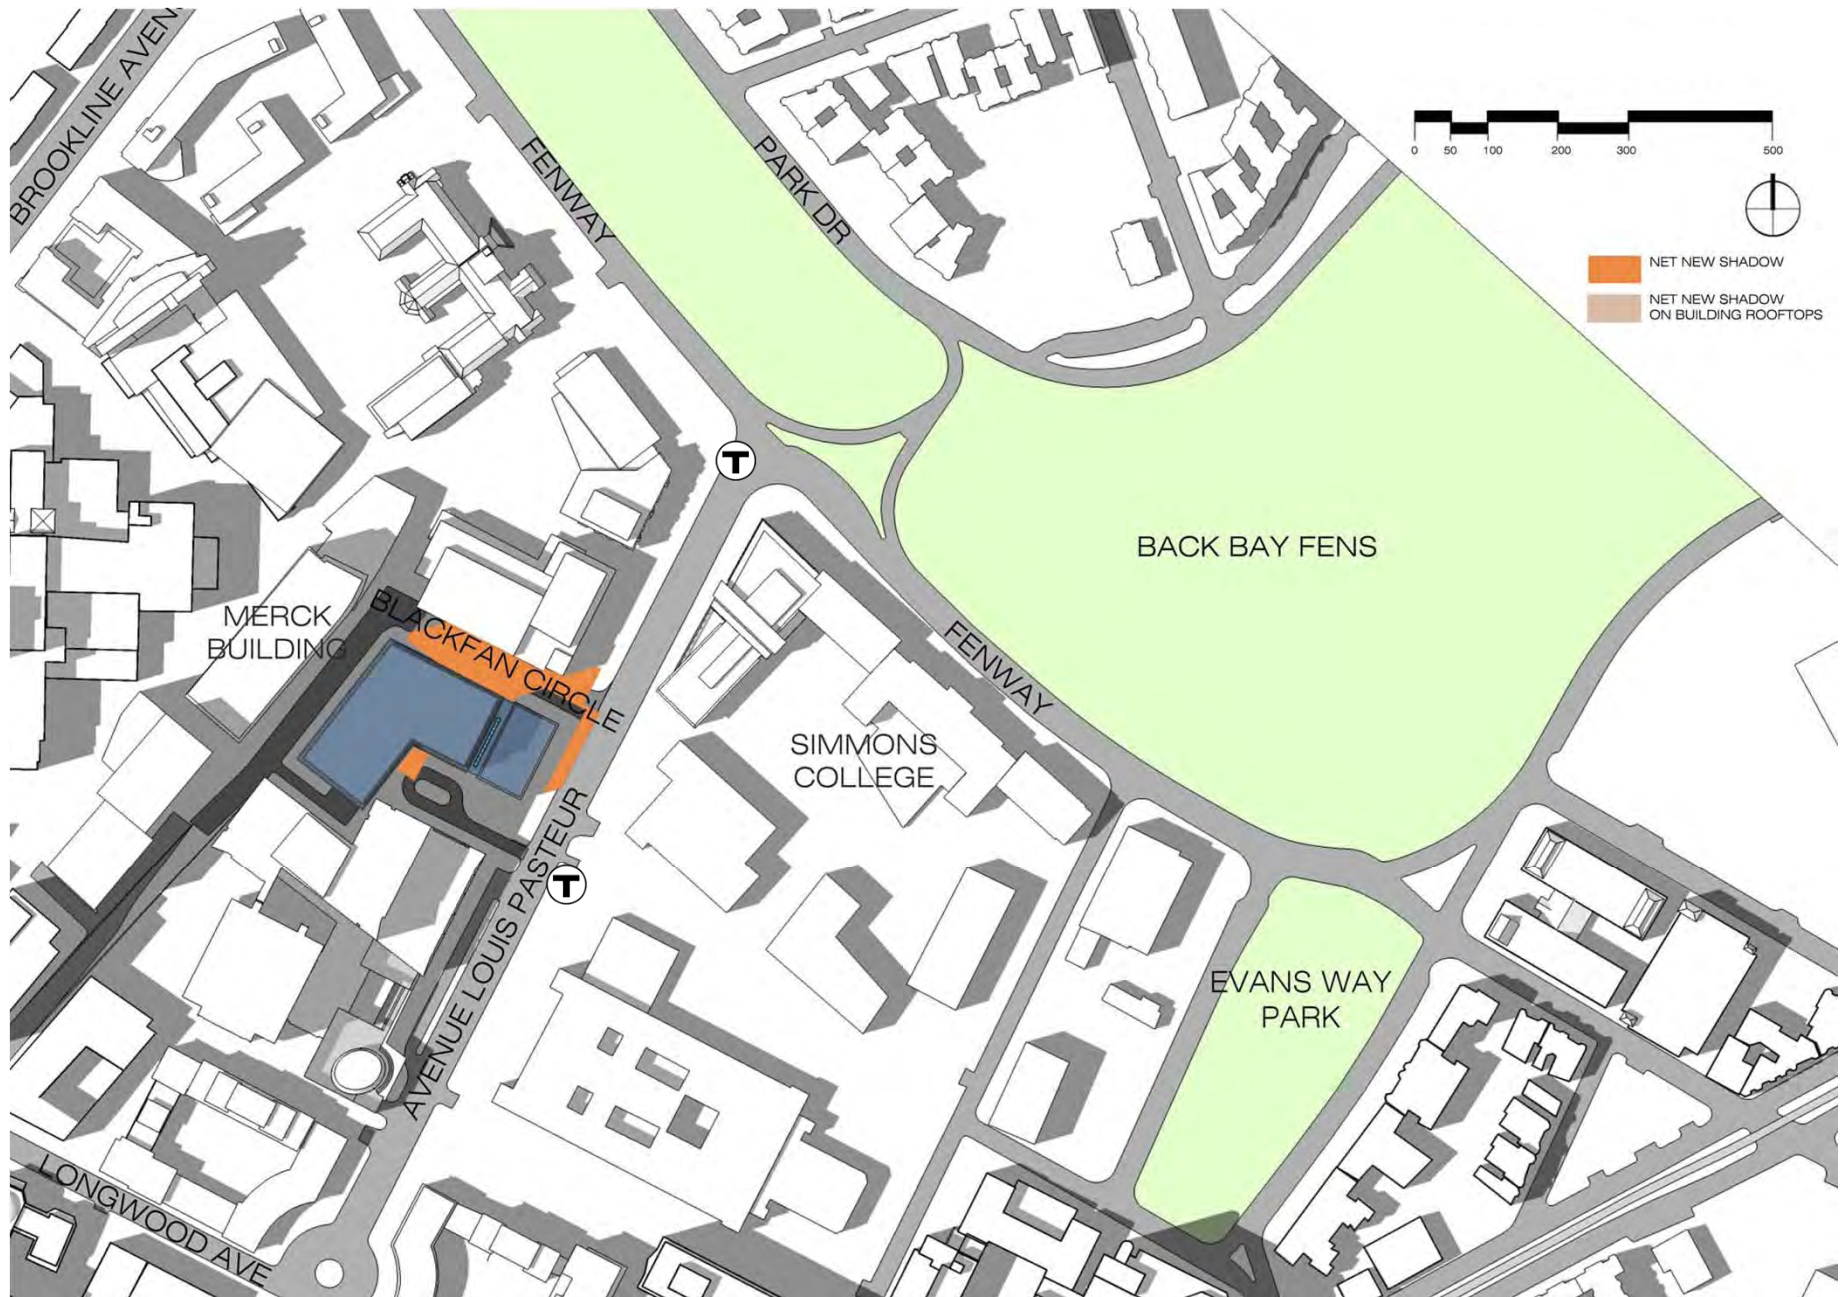 BROOKLINE AVEN
FENWAY
PARK DR
0 50 100 200 300 500
NET NEW SHADOW
NET NEW SHADOW
ON BUILDING ROOFTOPS
T
BACK BAY FENS
MERCK
BUILDING
BLACKFAN CIRCLE
FENWAY
SIMMONS
COLLEGE
AVENUE LOUIS PASTEUR
T
EVANS WAY
PARK
LONGWOOD AVE